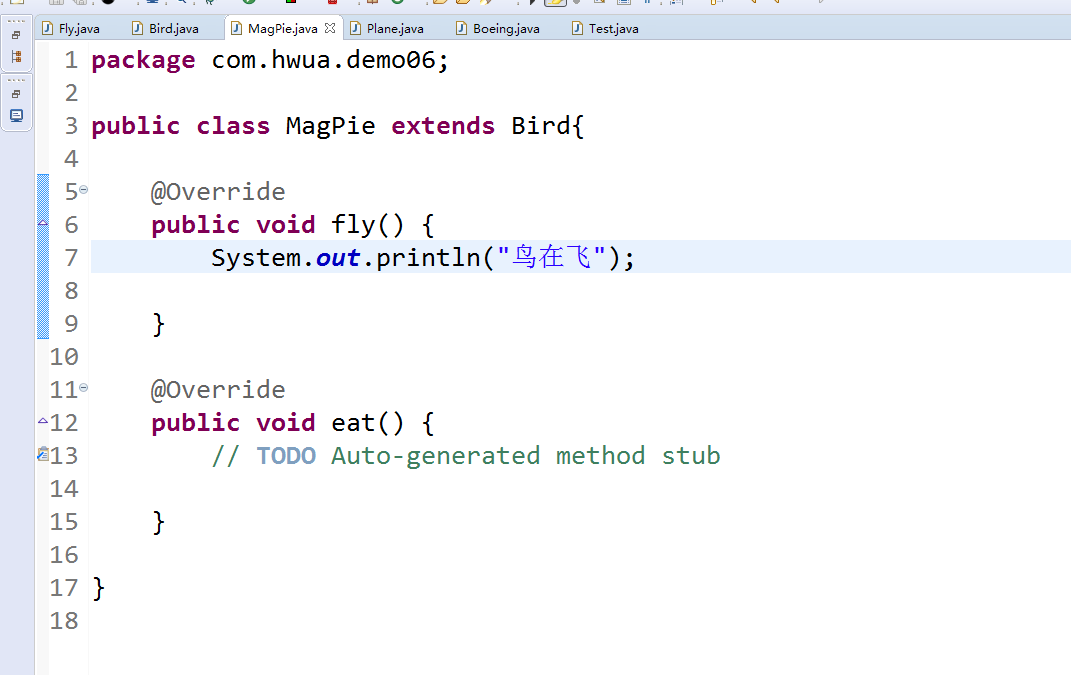 Fly.java Bird.java MagPie.java Plane.java Boeing.java Test.java
1 package com.hwua.demo06;
2
3 public class MagPie extends Bird{
4
5 @Override
6 public void fly() {
7 System.out.println("鸟在飞");
8
9 }
10
11 @Override
12 public void eat() {
13 // TODO Auto-generated method stub
14
15 }
16
17 }
18